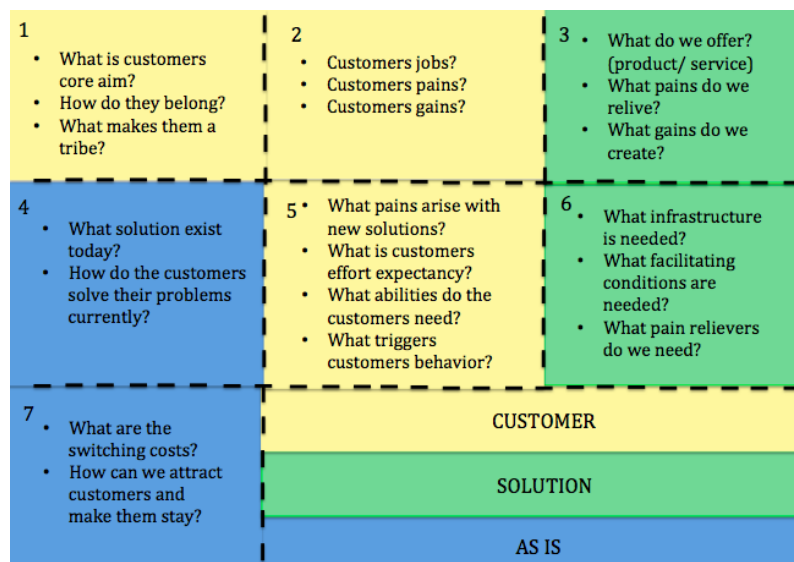 1
• What is customers
core aim?
• How do they belong?
• What makes them a
tribe?
2
• Customers jobs?
• Customers pains?
• Customers gains?
3
• What do we offer?
(product/ service)
• What pains do we
relive?
• What gains do we
create?
4
• What solution exist
today?
• How do the customers
solve their problems
currently?
5
• What pains arise with
new solutions?
• What is customers
effort expectancy?
• What abilities do the
customers need?
• What triggers
customers behavior?
6
• What infrastructure
is needed?
• What facilitating
conditions are
needed?
• What pain relievers
do we need?
7
• What are the
switching costs?
• How can we attract
customers and
make them stay?
CUSTOMER
SOLUTION
AS IS